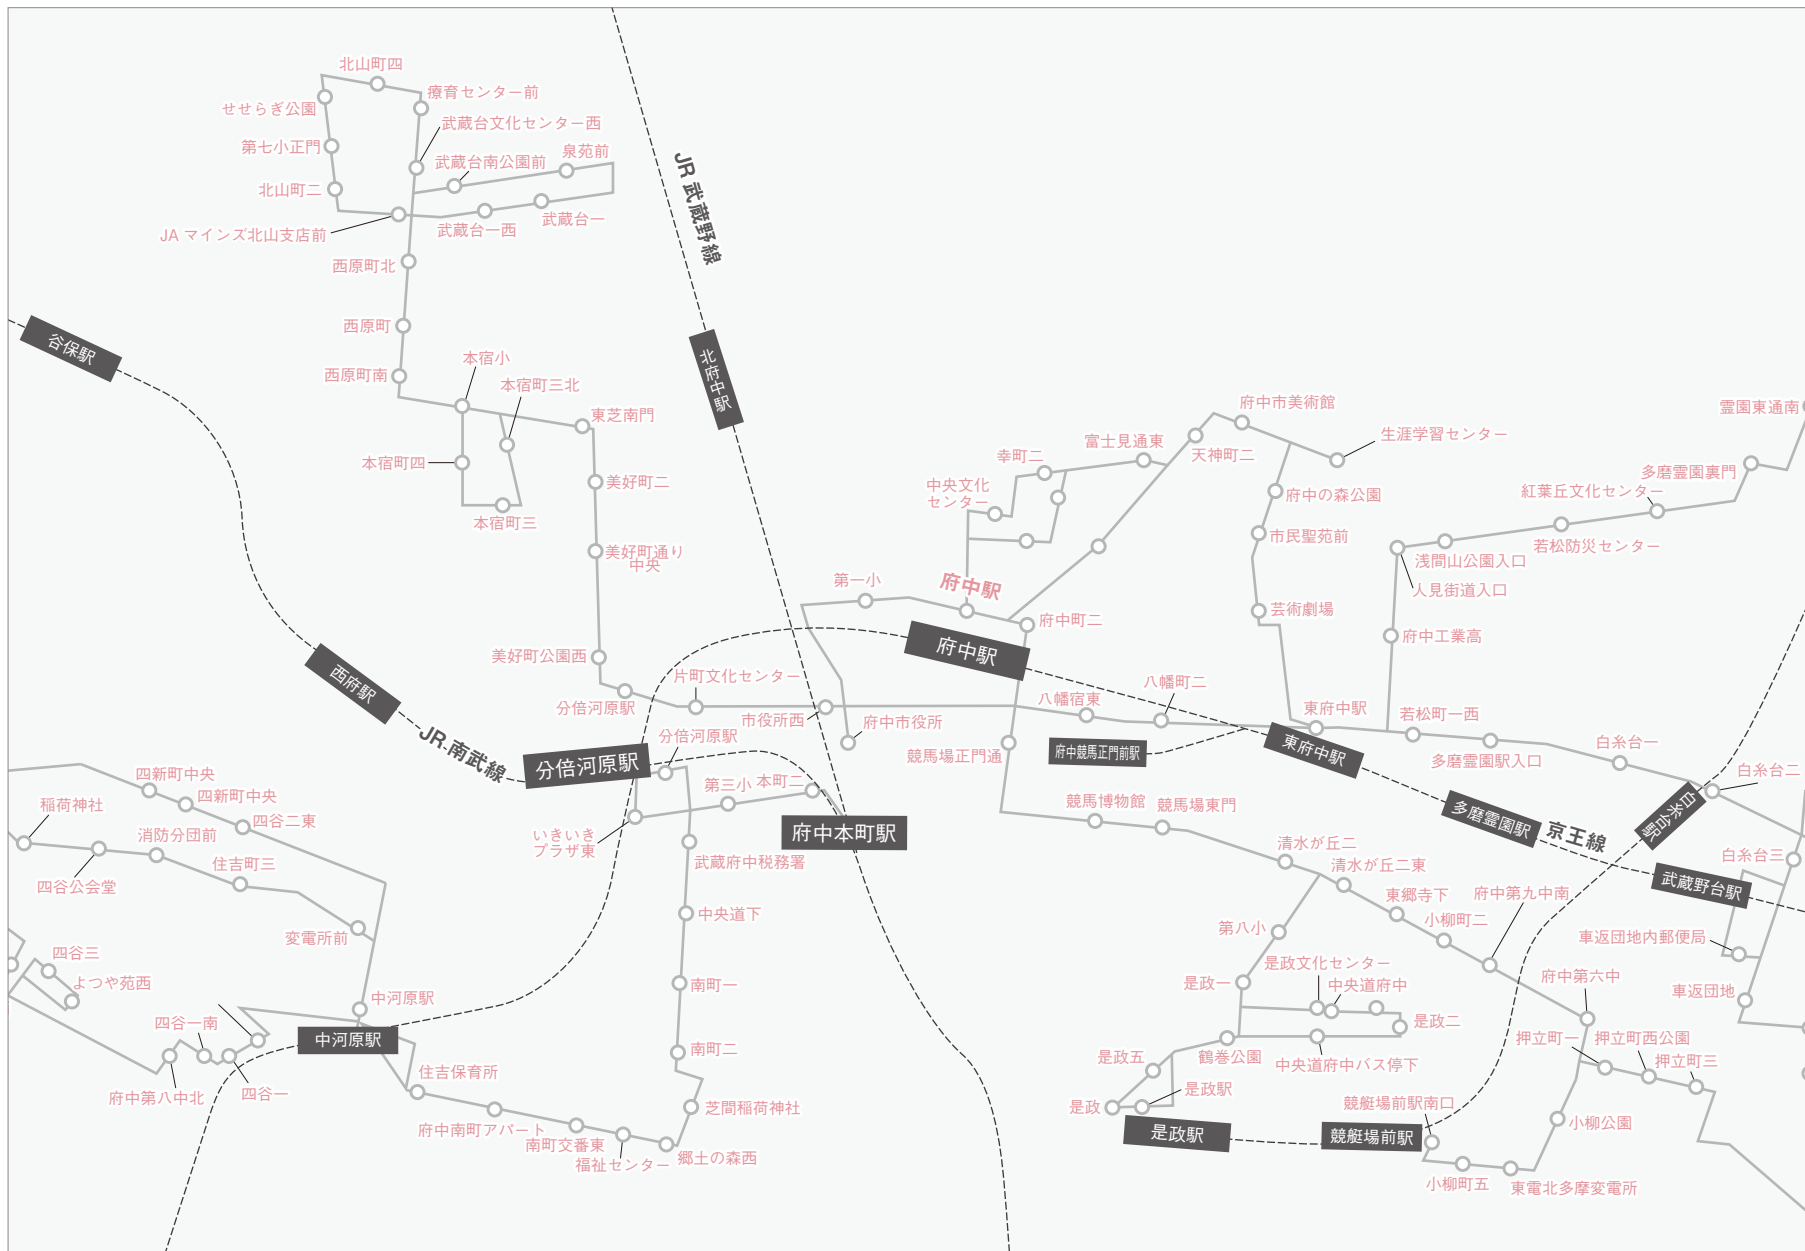 北山町四
せせらぎ公園
療育センター前
武蔵台文化センター西
第七小正門
武蔵台南公園前
泉苑前
北山町二
武蔵台一西
武蔵台一
JA マインズ北山支店前
西原町北
西原町
西原町南
JR 武蔵野線
谷保駅
北府中駅
本宿小
本宿町三北
東芝南門
本宿町四
本宿町三
美好町二
美好町通り
中央
美好町公園西
分倍河原駅
片町文化センター
市役所西
府中市役所
第一小
府中駅
府中町二
府中駅
中央文化
センター
幸町二
富士見通東
天神町二
府中市美術館
生涯学習センター
府中の森公園
市民聖苑前
芸術劇場
東府中駅
霊園東通南
多磨霊園裏門
紅葉丘文化センター
若松防災センター
浅間山公園入口
人見街道入口
府中工業高
若松町一西
多磨霊園駅入口
白糸台一
白糸台二
白糸台三
八幡宿東
八幡町二
競馬場正門通
府中競馬正門前駅
東府中駅
多磨霊園駅
京王線
白糸台駅
武蔵野台駅
西府駅
JR 南武線
分倍河原駅
分倍河原駅
第三小
本町二
いきいき
プラザ東
府中本町駅
武蔵府中税務署
中央道下
南町一
南町二
芝間稲荷神社
郷土の森西
福祉センター
南町交番東
府中南町アパート
住吉保育所
中河原駅
中河原駅
四新町中央
四新町中央
四谷二東
稲荷神社
消防分団前
住吉町三
四谷公会堂
変電所前
四谷三
よつや苑西
四谷一南
四谷一
府中第八中北
競馬博物館
競馬場東門
清水が丘二
清水が丘二東
東郷寺下
小柳町二
府中第九中南
第八小
是政一
是政文化センター
中央道府中
是政二
中央道府中バス停下
鶴巻公園
是政五
是政駅
是政
是政駅
競艇場前駅
競艇場前駅南口
小柳町五
東電北多摩変電所
小柳公園
府中第六中
押立町一
押立町西公園
押立町三
車返団地内郵便局
車返団地